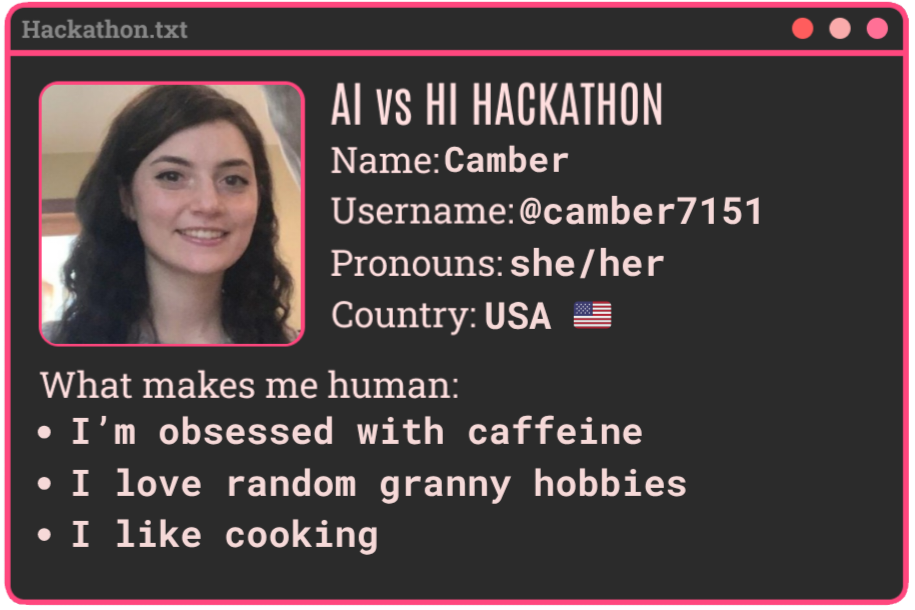 Hackathon.txt
AI vs HI HACKATHON
Name: Camber
Username: @camber7151
Pronouns: she/her
Country: USA 🇺🇸
What makes me human:
• I'm obsessed with caffeine
• I love random granny hobbies
• I like cooking